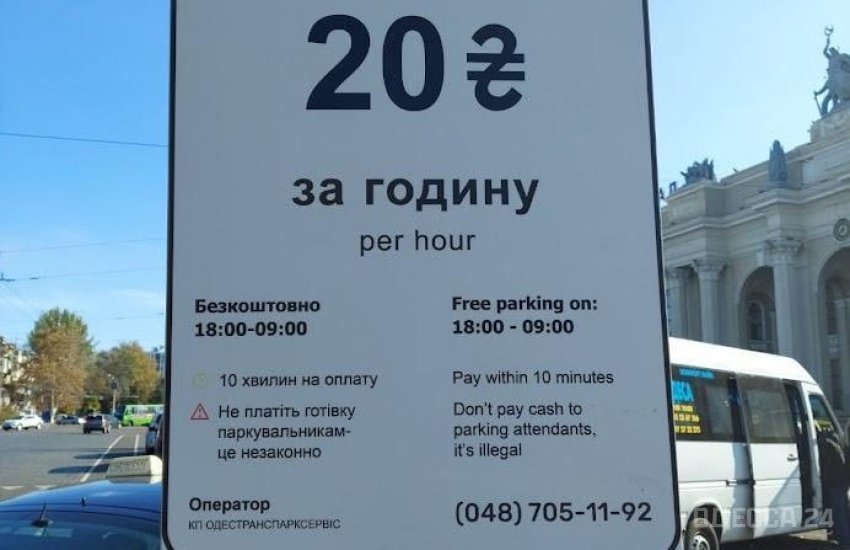 20 ₴
за годину
per hour
Безкоштовно
18:00-09:00
Free parking on:
18:00 - 09:00
10 хвилин на оплату
Pay within 10 minutes
Не платіть готівку
паркувальникам-
це незаконно
Don't pay cash to
parking attendants,
it's illegal
Оператор
КП ОДЕСТРАНСПАРКСЕРВІС
(048) 705-11-92
ОДЕССА 24